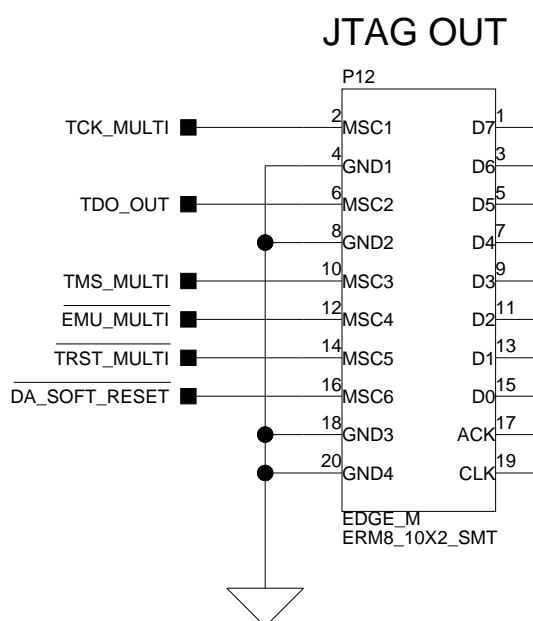 JTAG OUT
P12
TCK_MULTI 2 MSC1 D7 1
4 GND1 D6 3
TDO_OUT 6 MSC2 D5 5
8 GND2 D4 7
TMS_MULTI 10 MSC3 D3 9
EMU_MULTI 12 MSC4 D2 11
TRST_MULTI 14 MSC5 D1 13
DA_SOFT_RESET 16 MSC6 D0 15
18 GND3 ACK 17
20 GND4 CLK 19
EDGE_M
ERM8_10X2_SMT